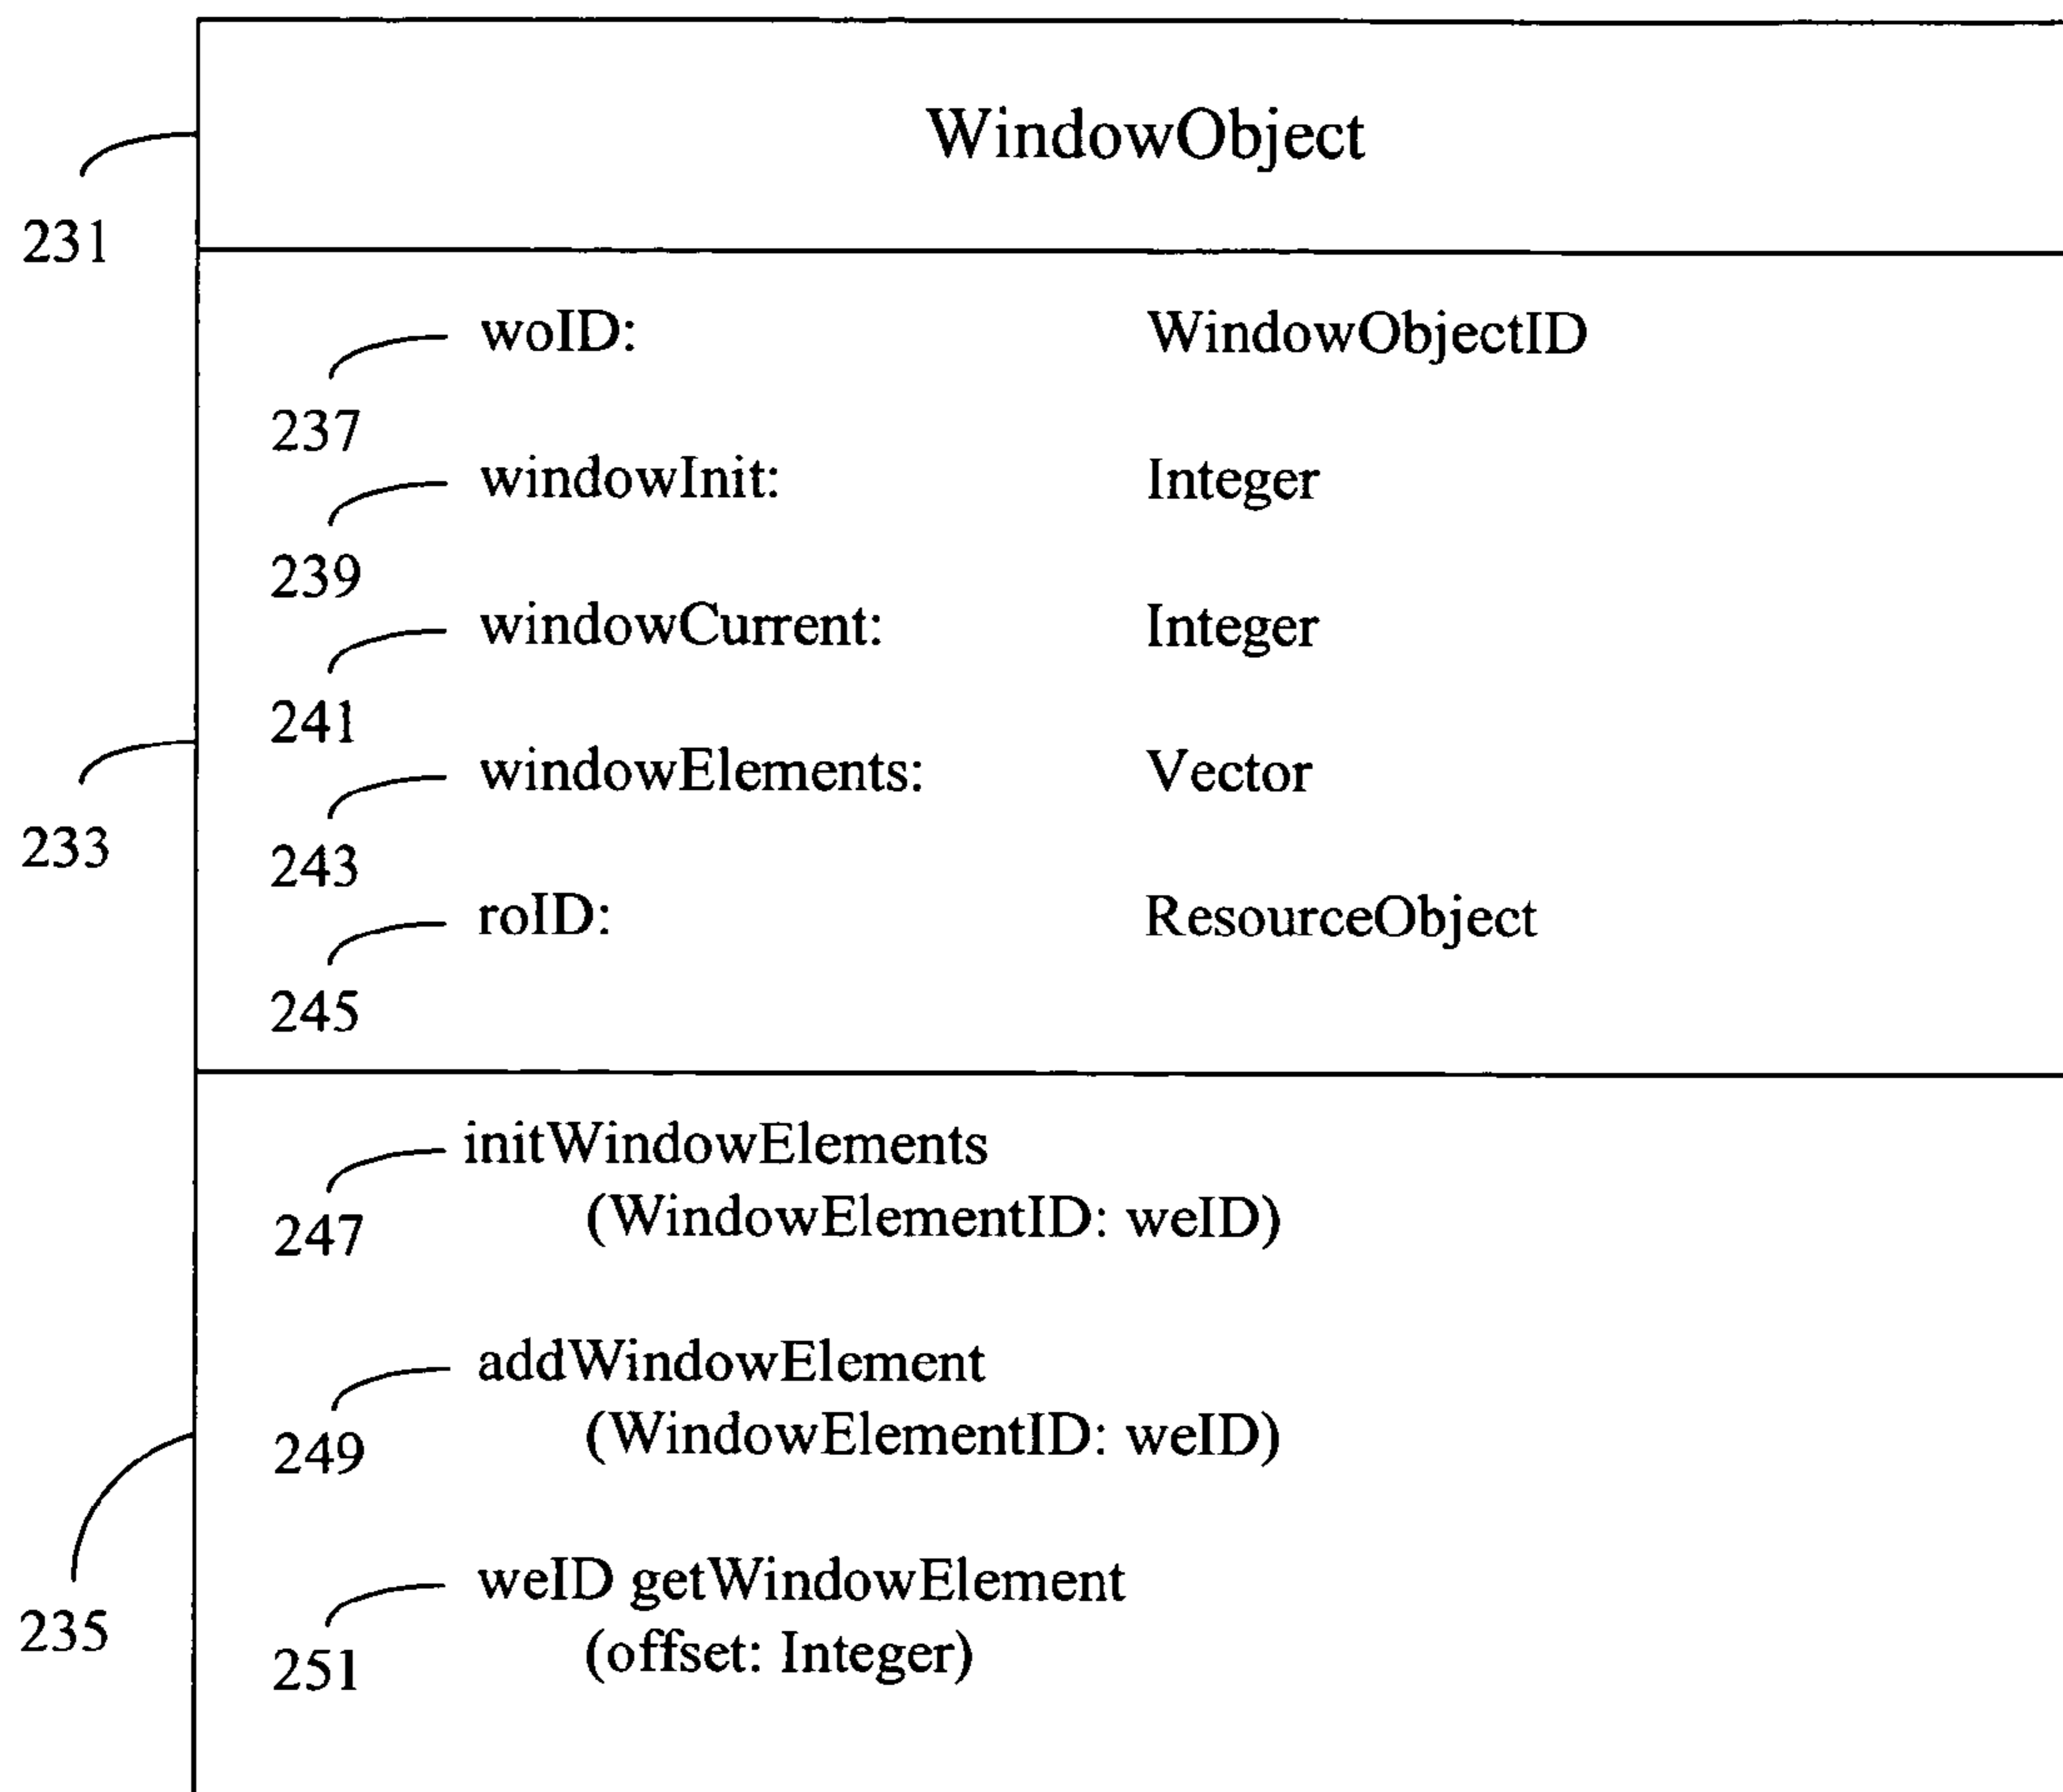 WindowObject
231
woID: WindowObjectID
237
windowInit: Integer
239
windowCurrent: Integer
241
windowElements: Vector
233
243
roID: ResourceObject
245
initWindowElements
(WindowElementID: weID)
247
addWindowElement
(WindowElementID: weID)
249
weID getWindowElement
235
(offset: Integer)
251